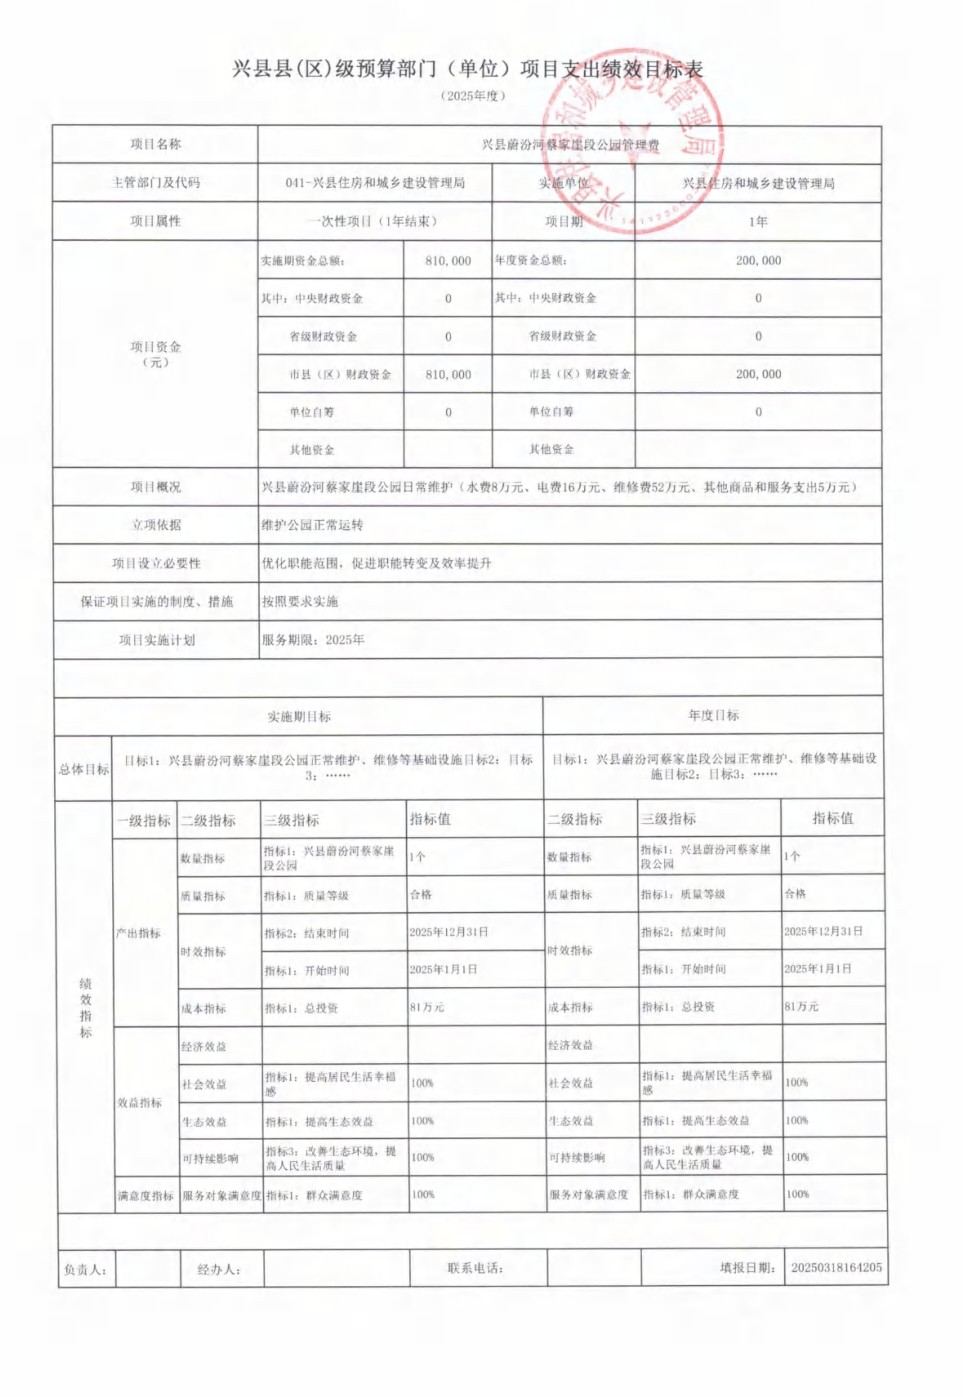 兴县县(区)级预算部门（单位）项目支出绩效目标表
（2025年度）
项目名称 兴县蔚汾河蔡家崖段公园管理费
主管部门及代码 041-兴县住房和城乡建设管理局 实施单位 兴县住房和城乡建设管理局
项目属性 一次性项目（1年结束） 项目期 1年
项目资金
（元）
实施期资金总额： 810,000 年度资金总额： 200,000
其中：中央财政资金 0 其中：中央财政资金 0
省级财政资金 0 省级财政资金 0
市县（区）财政资金 810,000 市县（区）财政资金 200,000
单位自筹 0 单位自筹 0
其他资金 其他资金
项目概况 兴县蔚汾河蔡家崖段公园日常维护（水费8万元、电费16万元、维修费52万元、其他商品和服务支出5万元）
立项依据 维护公园正常运转
项目设立必要性 优化职能范围，促进职能转变及效率提升
保证项目实施的制度、措施 按照要求实施
项目实施计划 服务期限：2025年
实施期目标 年度目标
总体目标
目标1：兴县蔚汾河蔡家崖段公园正常维护、维修等基础设施目标2；目标
3；……
目标1：兴县蔚汾河蔡家崖段公园正常维护、维修等基础设
施目标2；目标3；……
绩效指标
一级指标 二级指标 三级指标 指标值 二级指标 三级指标 指标值
产出指标
数量指标 指标1：兴县蔚汾河蔡家崖
段公园 1个 数量指标 指标1：兴县蔚汾河蔡家崖
段公园 1个
质量指标 指标1：质量等级 合格 质量指标 指标1：质量等级 合格
时效指标 指标2：结束时间 2025年12月31日 时效指标 指标2：结束时间 2025年12月31日
指标1：开始时间 2025年1月1日 指标1：开始时间 2025年1月1日
成本指标 指标1：总投资 81万元 成本指标 指标1：总投资 81万元
效益指标
经济效益 经济效益
社会效益 指标1：提高居民生活幸福
感 100% 社会效益 指标1：提高居民生活幸福
感 100%
生态效益 指标1：提高生态效益 100% 生态效益 指标1：提高生态效益 100%
可持续影响 指标3：改善生态环境，提
高人民生活质量 100% 可持续影响 指标3：改善生态环境，提
高人民生活质量 100%
满意度指标 服务对象满意度 指标1：群众满意度 100% 服务对象满意度 指标1：群众满意度 100%
负责人： 经办人： 联系电话： 填报日期： 20250318164205
兴县住房和城乡建设管理局